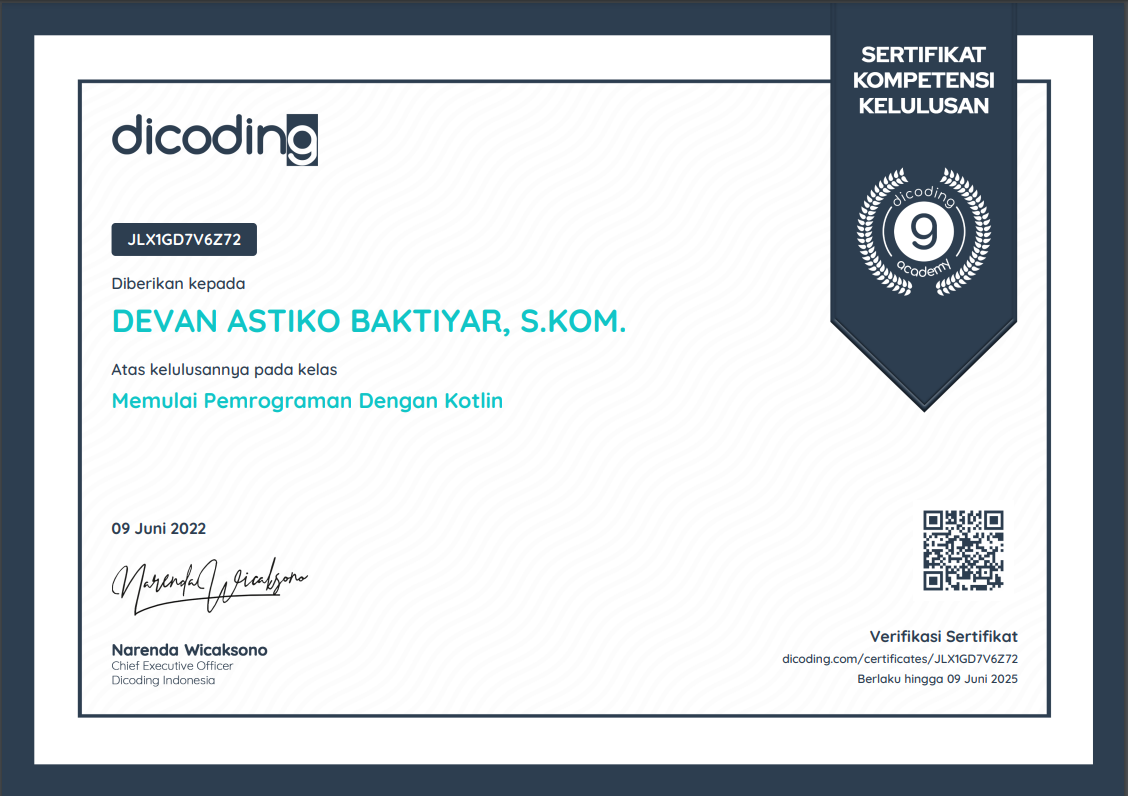 SERTIFIKAT
KOMPETENSI
KELULUSAN
dicoding
dicoding
9
academy
JLX1GD7V6Z72
Diberikan kepada
DEVAN ASTIKO BAKTIYAR, S.KOM.
Atas kelulusannya pada kelas
Memulai Pemrograman Dengan Kotlin
09 Juni 2022
Narenda Wicaksono
Narenda Wicaksono
Chief Executive Officer
Dicoding Indonesia
Verifikasi Sertifikat
dicoding.com/certificates/JLX1GD7V6Z72
Berlaku hingga 09 Juni 2025